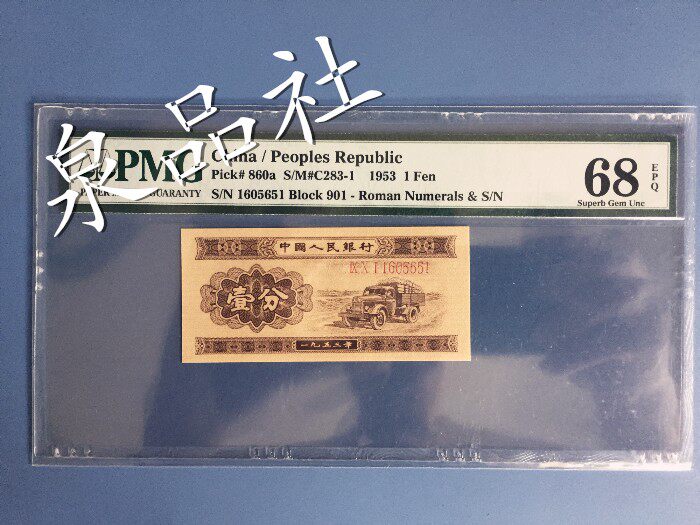 泉品社
PMG China / Peoples Republic
Pick# 860a S/M#C283-1 1953 1 Fen
GUARANTY S/N 1605651 Block 901 - Roman Numerals & S/N
68 EPQ
Superb Gem Unc
中國人民銀行
IX X I 1605651
壹分
一九五三年